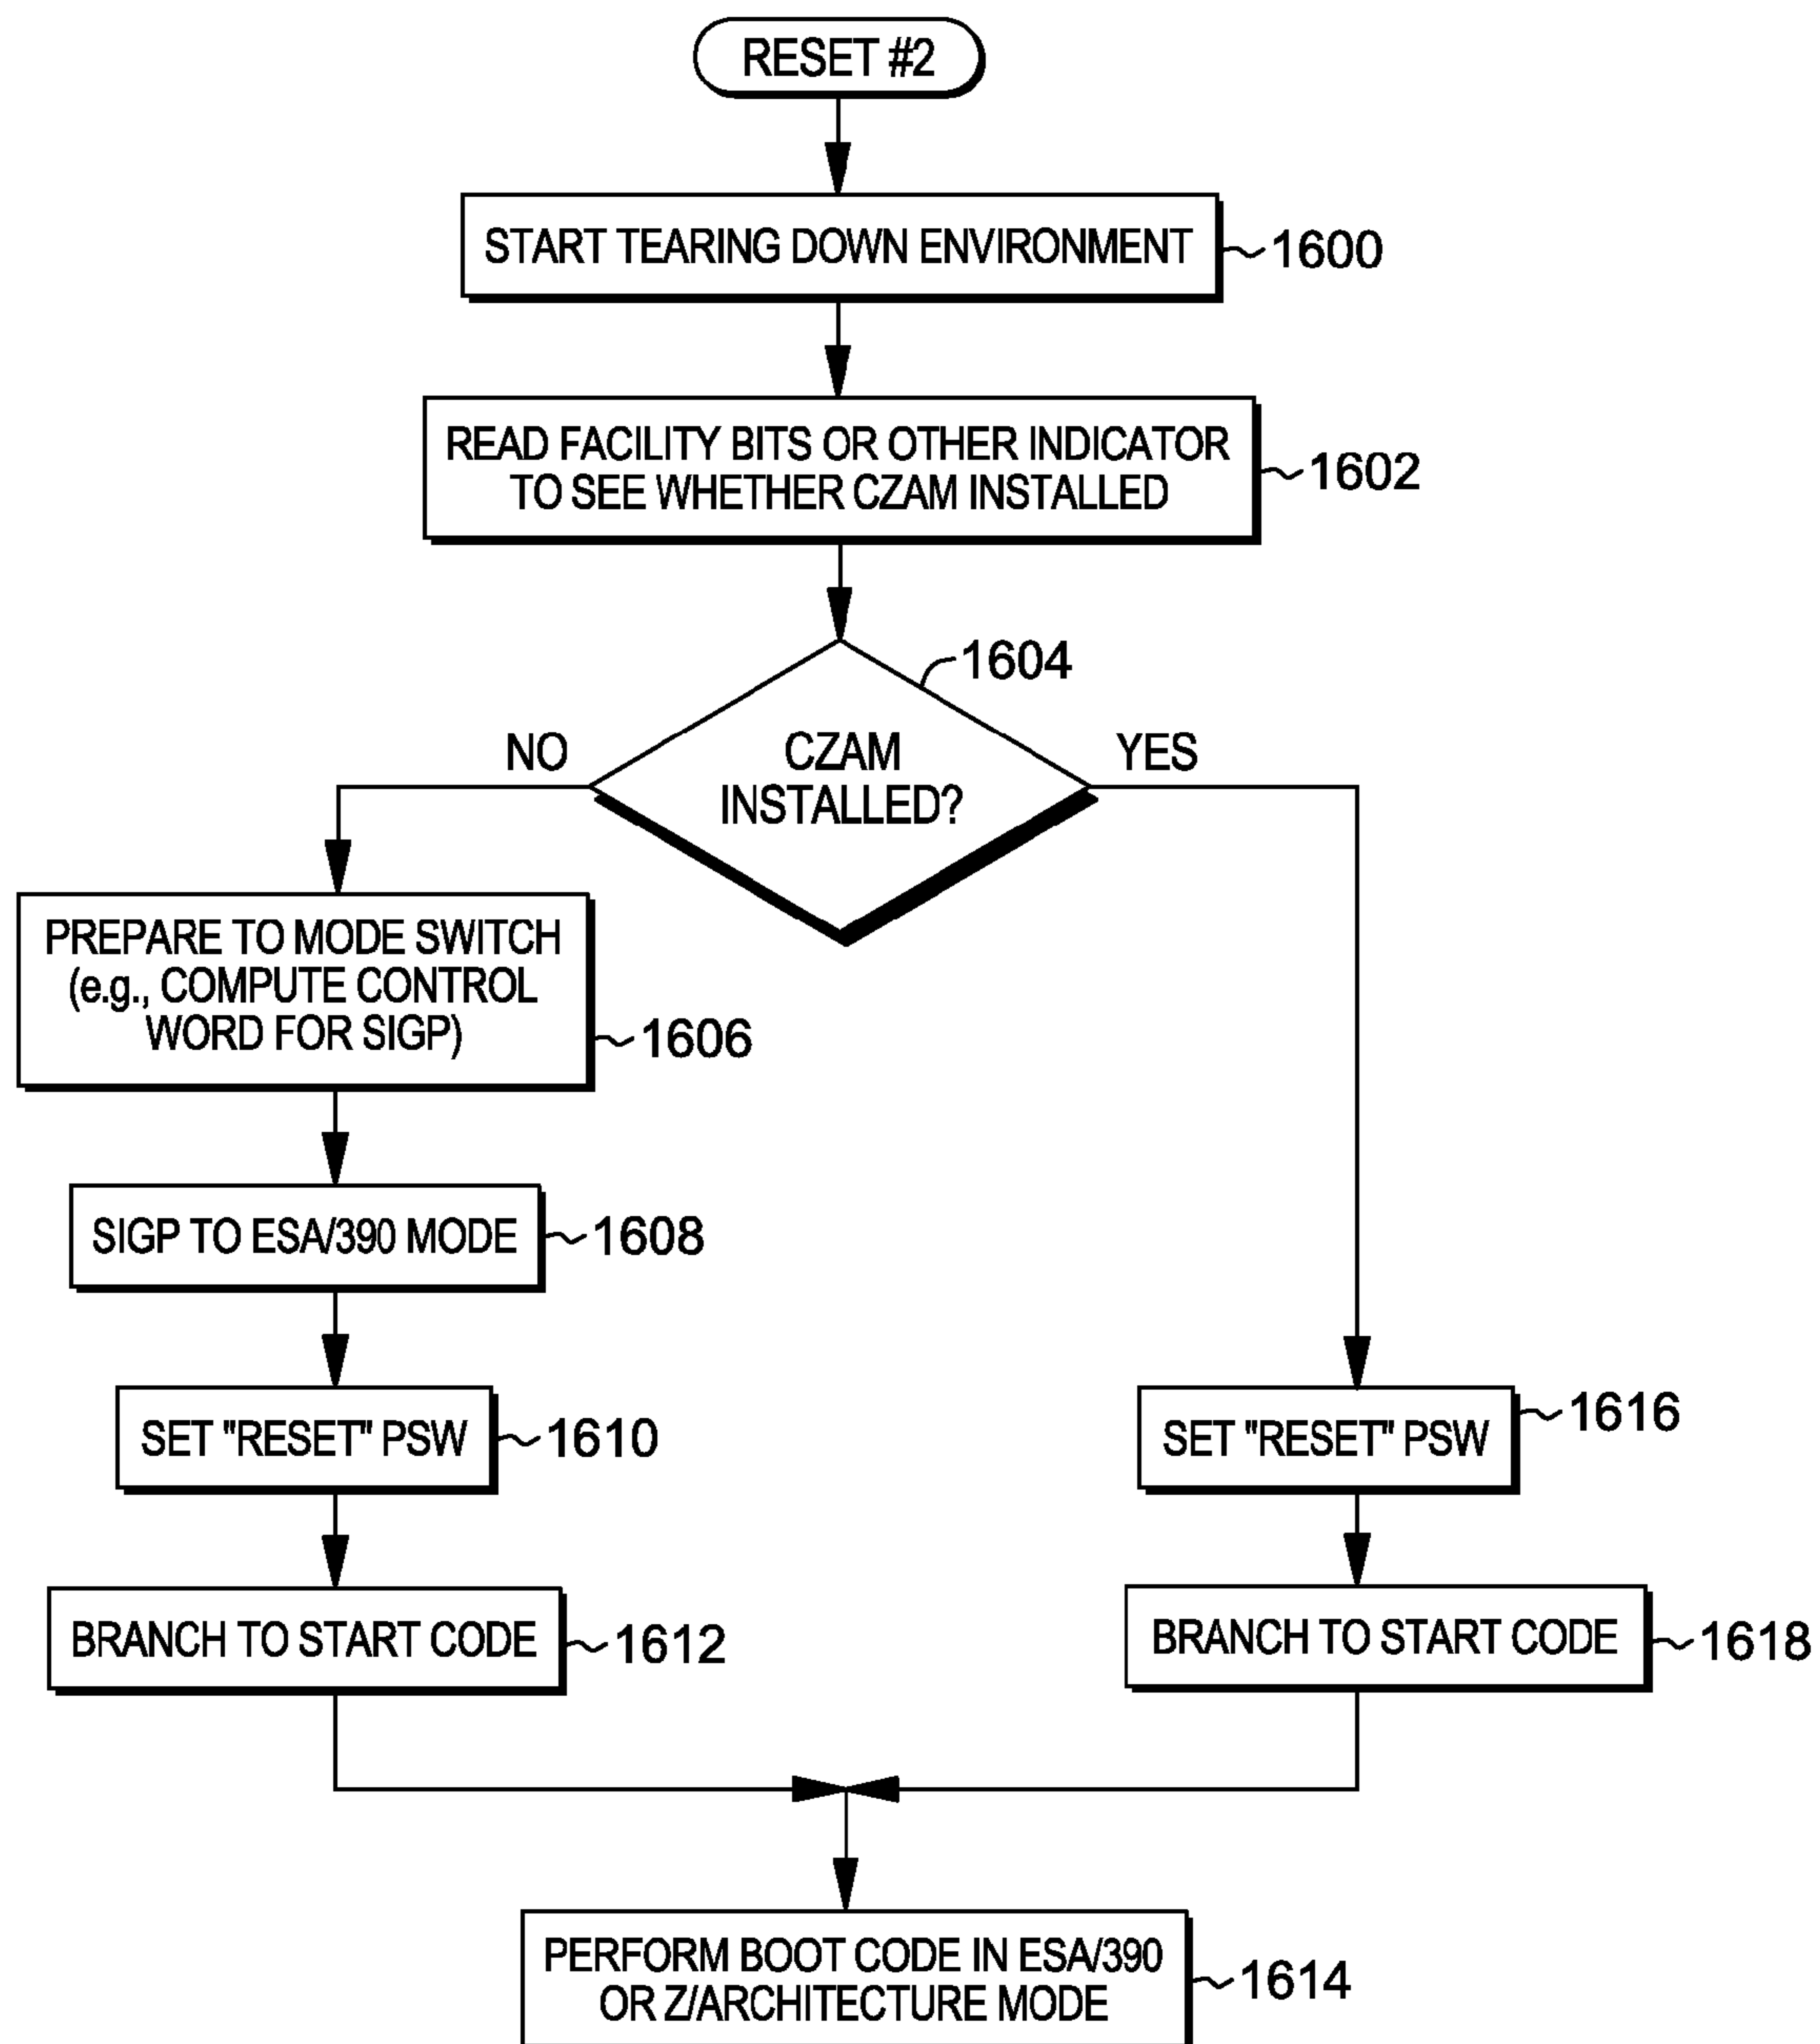 RESET #2
START TEARING DOWN ENVIRONMENT
1600
READ FACILITY BITS OR OTHER INDICATOR
TO SEE WHETHER CZAM INSTALLED
1602
1604
CZAM
INSTALLED?
NO
YES
PREPARE TO MODE SWITCH
(e.g., COMPUTE CONTROL
WORD FOR SIGP)
1606
SIGP TO ESA/390 MODE
1608
SET "RESET" PSW
1610
BRANCH TO START CODE
1612
SET "RESET" PSW
1616
BRANCH TO START CODE
1618
PERFORM BOOT CODE IN ESA/390
OR Z/ARCHITECTURE MODE
1614